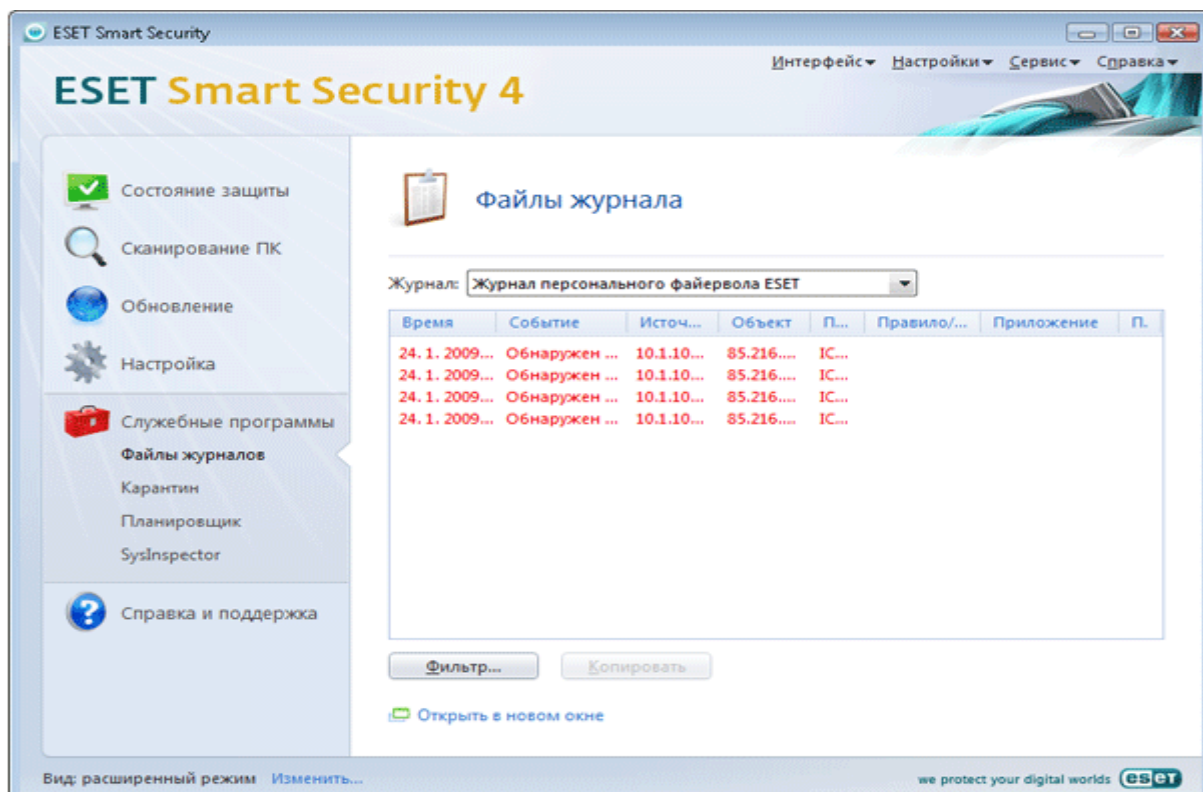 ESET Smart Security
Интерфейс Настройки Сервис Справка
ESET Smart Security 4
Состояние защиты
Сканирование ПК
Обновление
Настройка
Служебные программы
Файлы журналов
Карантин
Планировщик
SysInspector
Справка и поддержка
Файлы журнала
Журнал: Журнал персонального файервола ESET
Время Событие Источ... Объект П... Правило/... Приложение П.
24. 1. 2009... Обнаружен ... 10.1.10... 85.216.... IC...
24. 1. 2009... Обнаружен ... 10.1.10... 85.216.... IC...
24. 1. 2009... Обнаружен ... 10.1.10... 85.216.... IC...
24. 1. 2009... Обнаружен ... 10.1.10... 85.216.... IC...
Фильтр... Копировать
Открыть в новом окне
Вид: расширенный режим Изменить...
we protect your digital worlds eset